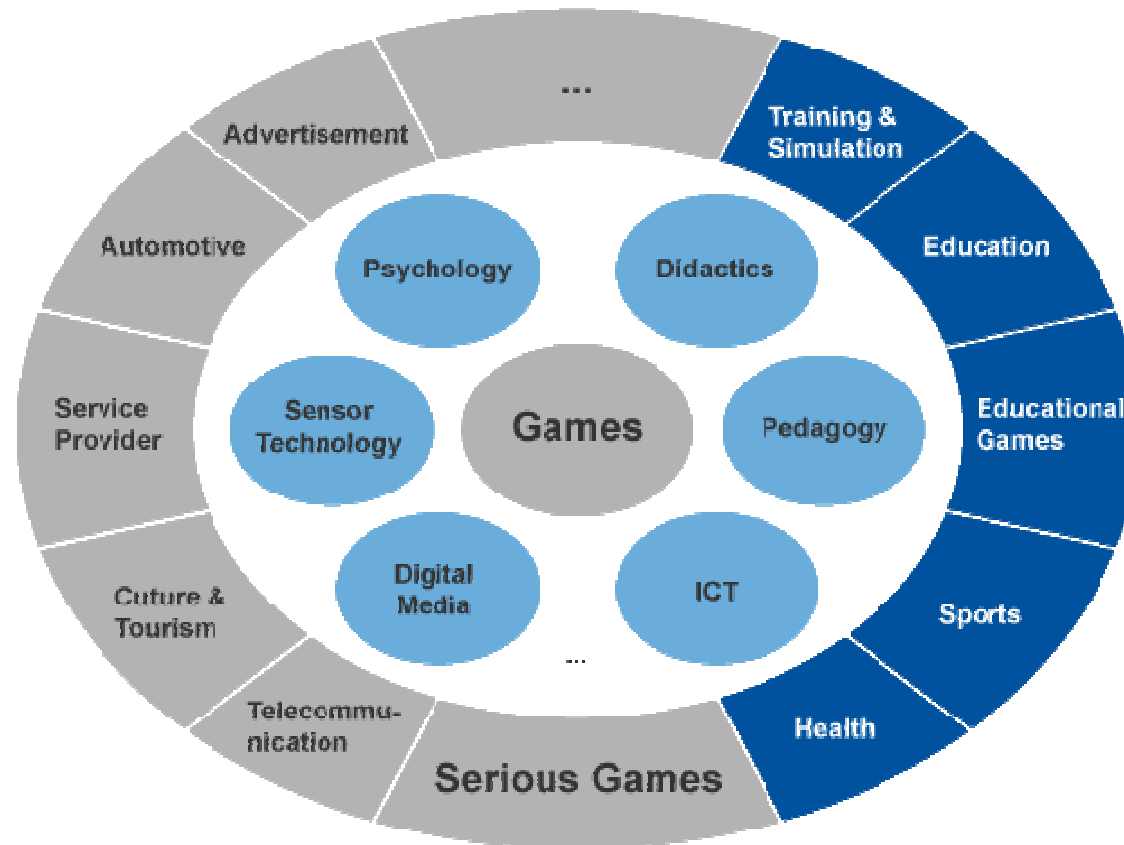 ...
Training &
Simulation
Advertisement
Automotive
Education
Psychology
Didactics
Service
Provider
Sensor
Technology
Games
Pedagogy
Educational
Games
Cuture &
Tourism
Digital
Media
ICT
Sports
...
Telecommu-
nication
Health
Serious Games